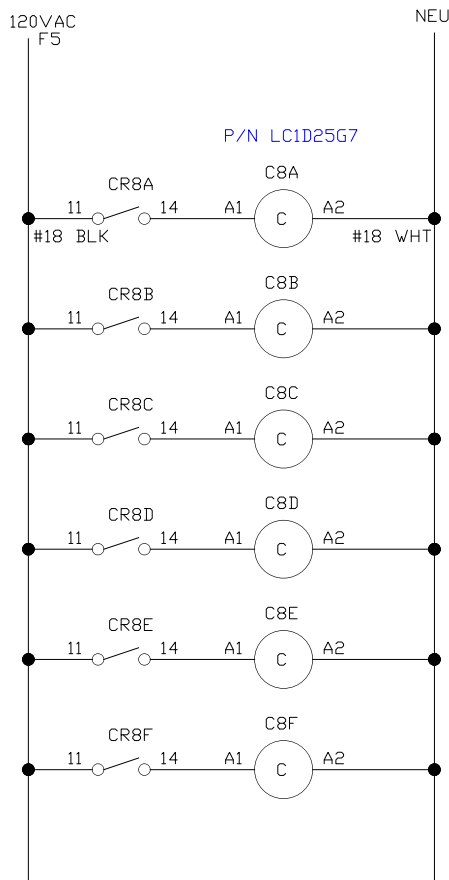 120VAC
F5
NEU
P/N LC1D25G7
C8A
CR8A
11 14 A1 C A2
#18 BLK #18 WHT
C8B
CR8B
11 14 A1 C A2
C8C
CR8C
11 14 A1 C A2
C8D
CR8D
11 14 A1 C A2
C8E
CR8E
11 14 A1 C A2
C8F
CR8F
11 14 A1 C A2